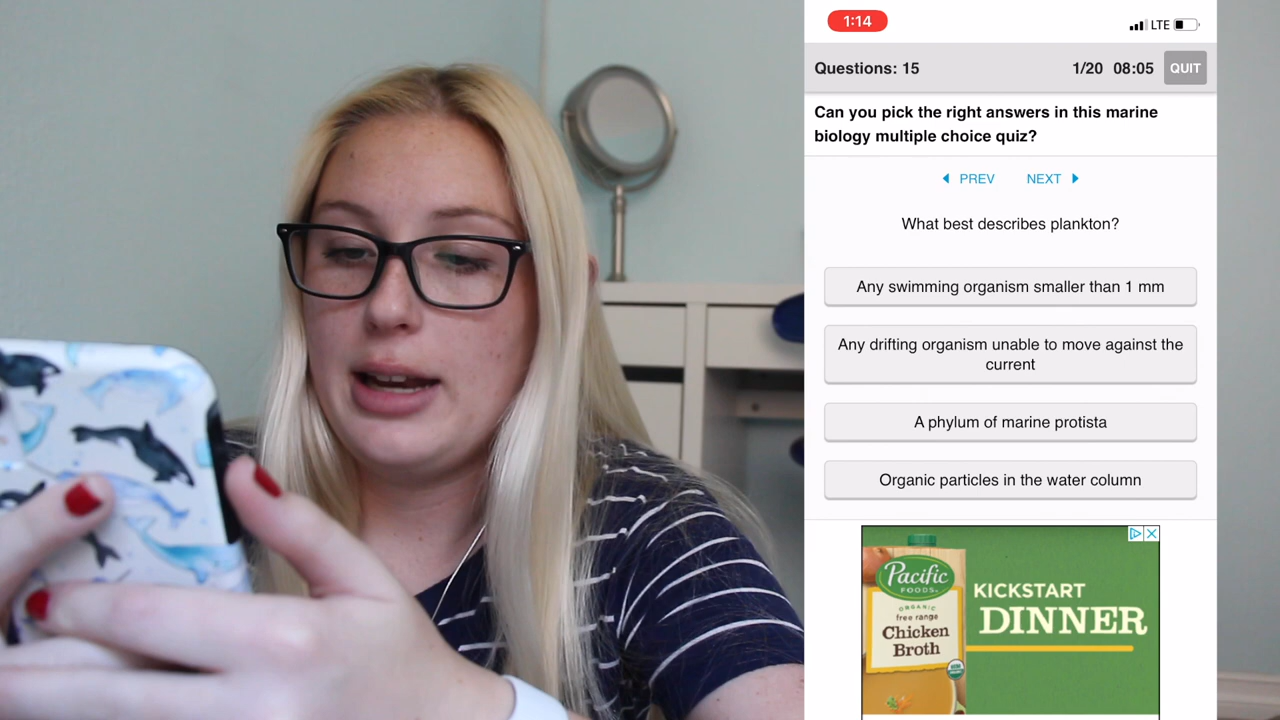 1:14
LTE
Questions: 15
1/20 08:05 QUIT
Can you pick the right answers in this marine
biology multiple choice quiz?
PREV NEXT
What best describes plankton?
Any swimming organism smaller than 1 mm
Any drifting organism unable to move against the
current
A phylum of marine protista
Organic particles in the water column
Pacific
FOODS
ORGANIC
free range
Chicken
Broth
KICKSTART
DINNER